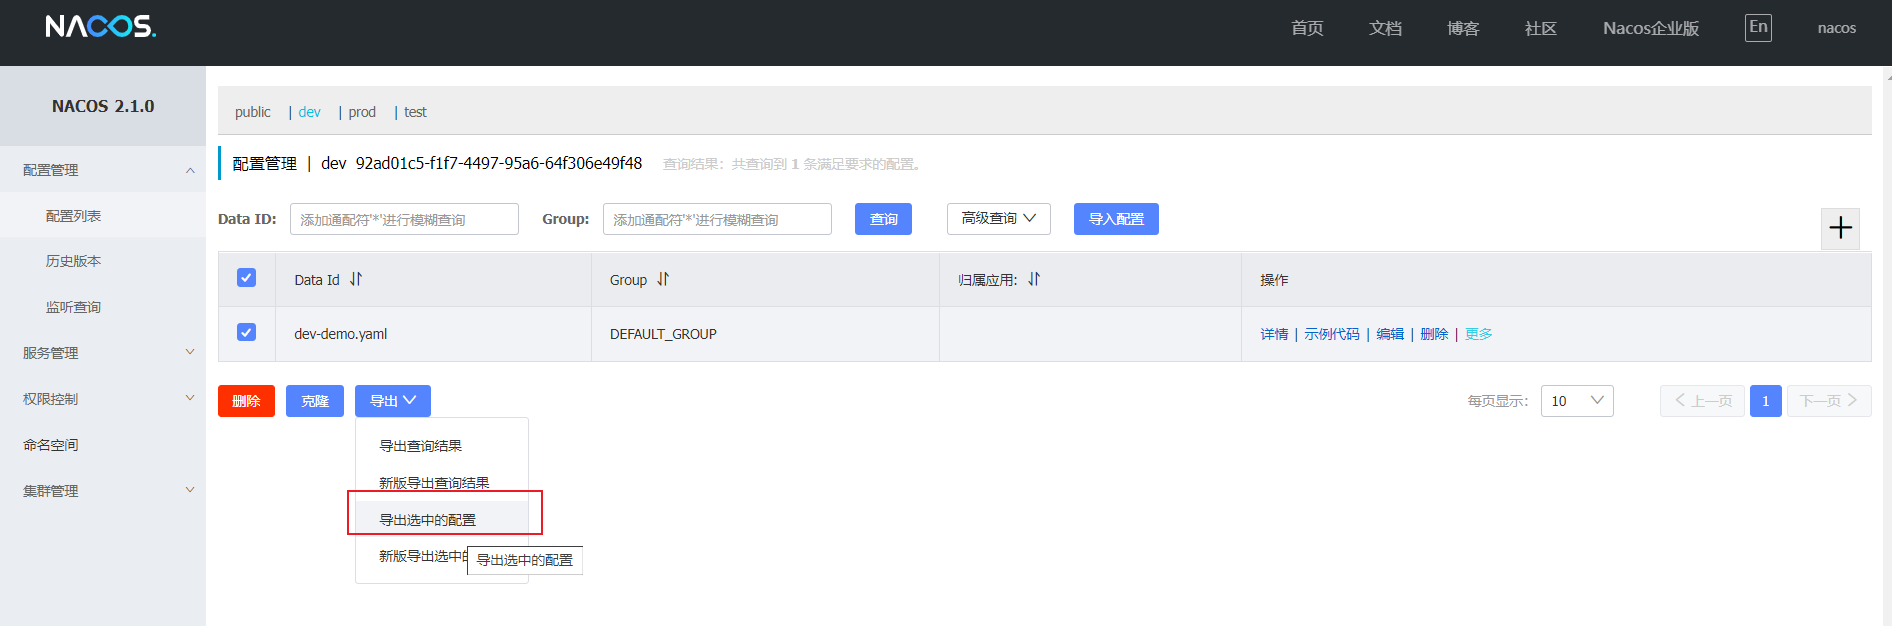 NACOS.
首页 文档 博客 社区 Nacos企业版 En nacos
NACOS 2.1.0
配置管理
配置列表
历史版本
监听查询
服务管理
权限控制
命名空间
集群管理
public | dev | prod | test
配置管理 | dev 92ad01c5-f1f7-4497-95a6-64f306e49f48 查询结果：共查询到 1 条满足要求的配置。
Data ID: 添加通配符'*'进行模糊查询 Group: 添加通配符'*'进行模糊查询 查询 高级查询 导入配置
Data Id Group 归属应用: 操作
dev-demo.yaml DEFAULT_GROUP 详情 | 示例代码 | 编辑 | 删除 | 更多
删除 克隆 导出 每页显示: 10 上一页 1 下一页
导出查询结果
新版导出查询结果
导出选中的配置
新版导出选中
导出选中的配置